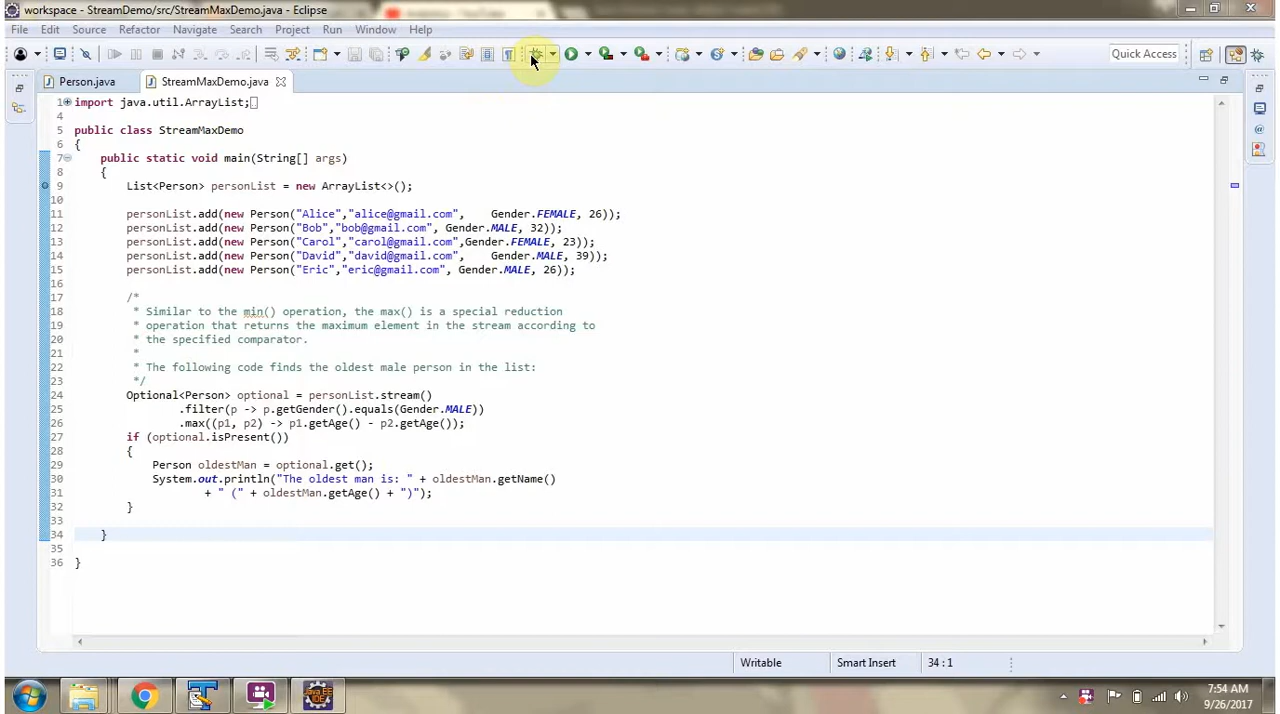 workspace - StreamDemo/src/StreamMaxDemo.java - Eclipse
File Edit Source Refactor Navigate Search Project Run Window Help
Quick Access
Person.java StreamMaxDemo.java
1 import java.util.ArrayList;
4
5 public class StreamMaxDemo
6 {
7 public static void main(String[] args)
8 {
9 List<Person> personList = new ArrayList<>();
10
11 personList.add(new Person("Alice","alice@gmail.com", Gender.FEMALE, 26));
12 personList.add(new Person("Bob","bob@gmail.com", Gender.MALE, 32));
13 personList.add(new Person("Carol","carol@gmail.com",Gender.FEMALE, 23));
14 personList.add(new Person("David","david@gmail.com", Gender.MALE, 39));
15 personList.add(new Person("Eric","eric@gmail.com", Gender.MALE, 26));
16
17 /*
18 * Similar to the min() operation, the max() is a special reduction
19 * operation that returns the maximum element in the stream according to
20 * the specified comparator.
21 *
22 * The following code finds the oldest male person in the list:
23 */
24 Optional<Person> optional = personList.stream()
25 .filter(p -> p.getGender().equals(Gender.MALE))
26 .max((p1, p2) -> p1.getAge() - p2.getAge());
27 if (optional.isPresent())
28 {
29 Person oldestMan = optional.get();
30 System.out.println("The oldest man is: " + oldestMan.getName()
31 + " (" + oldestMan.getAge() + ")");
32 }
33
34 }
35
36 }
Writable Smart Insert 34 : 1
Java EE IDE
7:54 AM
9/26/2017